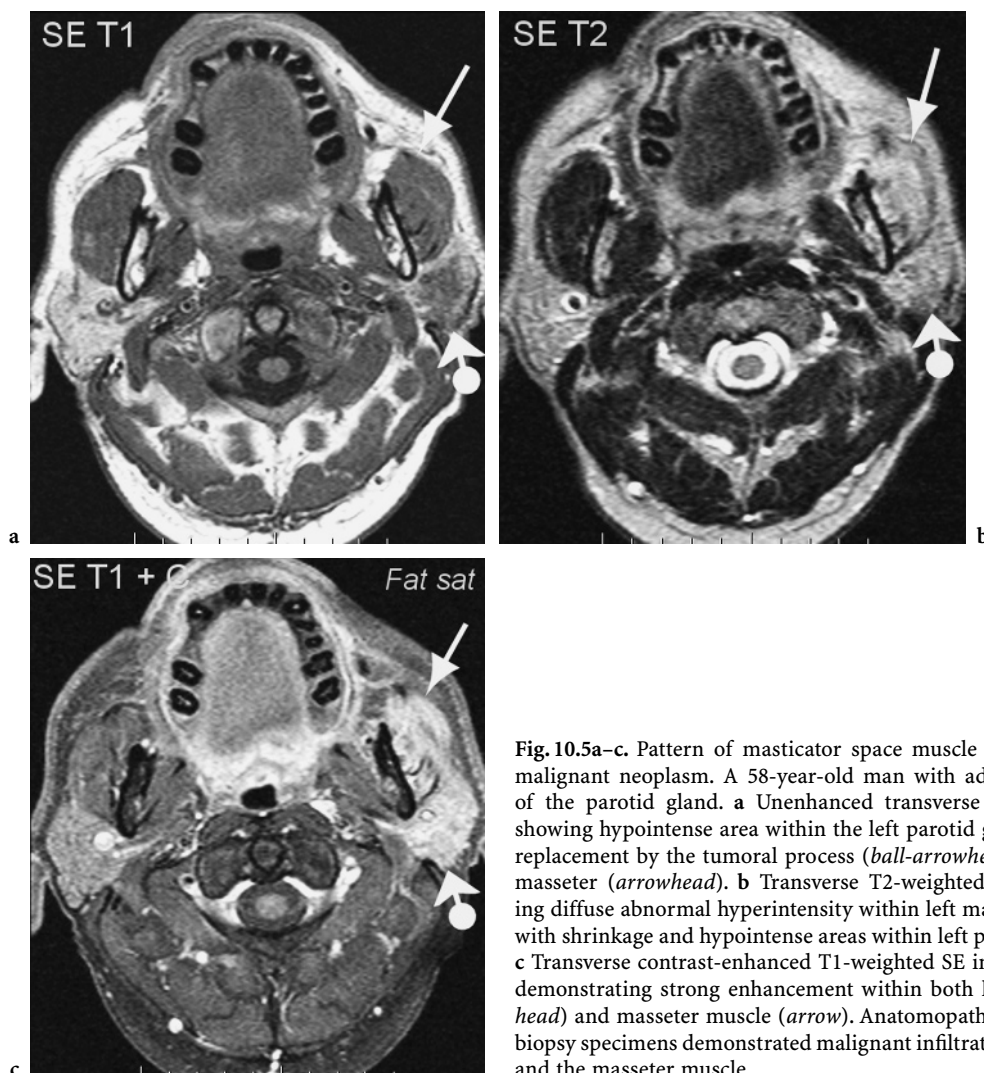 SE T1
SE T2
a
b
SE T1 + C
Fat sat
c
Fig. 10.5a–c. Pattern of masticator space muscle
malignant neoplasm. A 58-year-old man with ad
of the parotid gland. a Unenhanced transverse
showing hypointense area within the left parotid g
replacement by the tumoral process (ball-arrowhe
masseter (arrowhead). b Transverse T2-weighted
ing diffuse abnormal hyperintensity within left ma
with shrinkage and hypointense areas within left p
c Transverse contrast-enhanced T1-weighted SE in
demonstrating strong enhancement within both l
head) and masseter muscle (arrow). Anatomopath
biopsy specimens demonstrated malignant infiltrat
and the masseter muscle